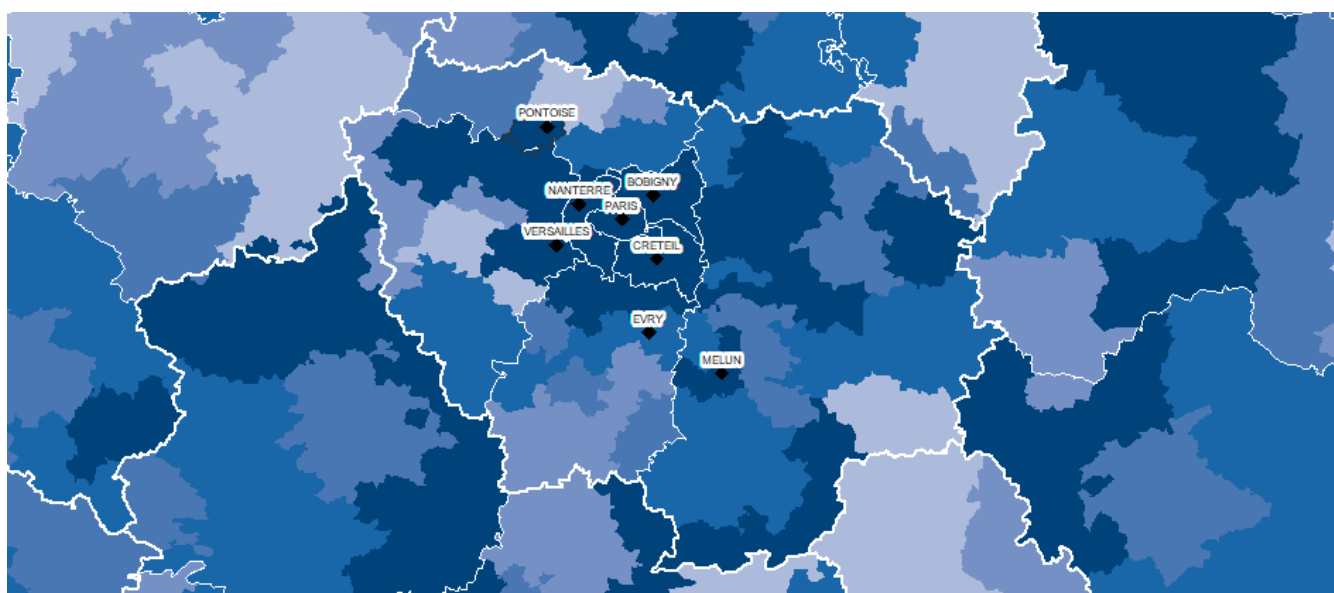 PONTOISE
NANTERRE
BOBIGNY
PARIS
VERSAILLES
CRETEIL
EVRY
MELUN